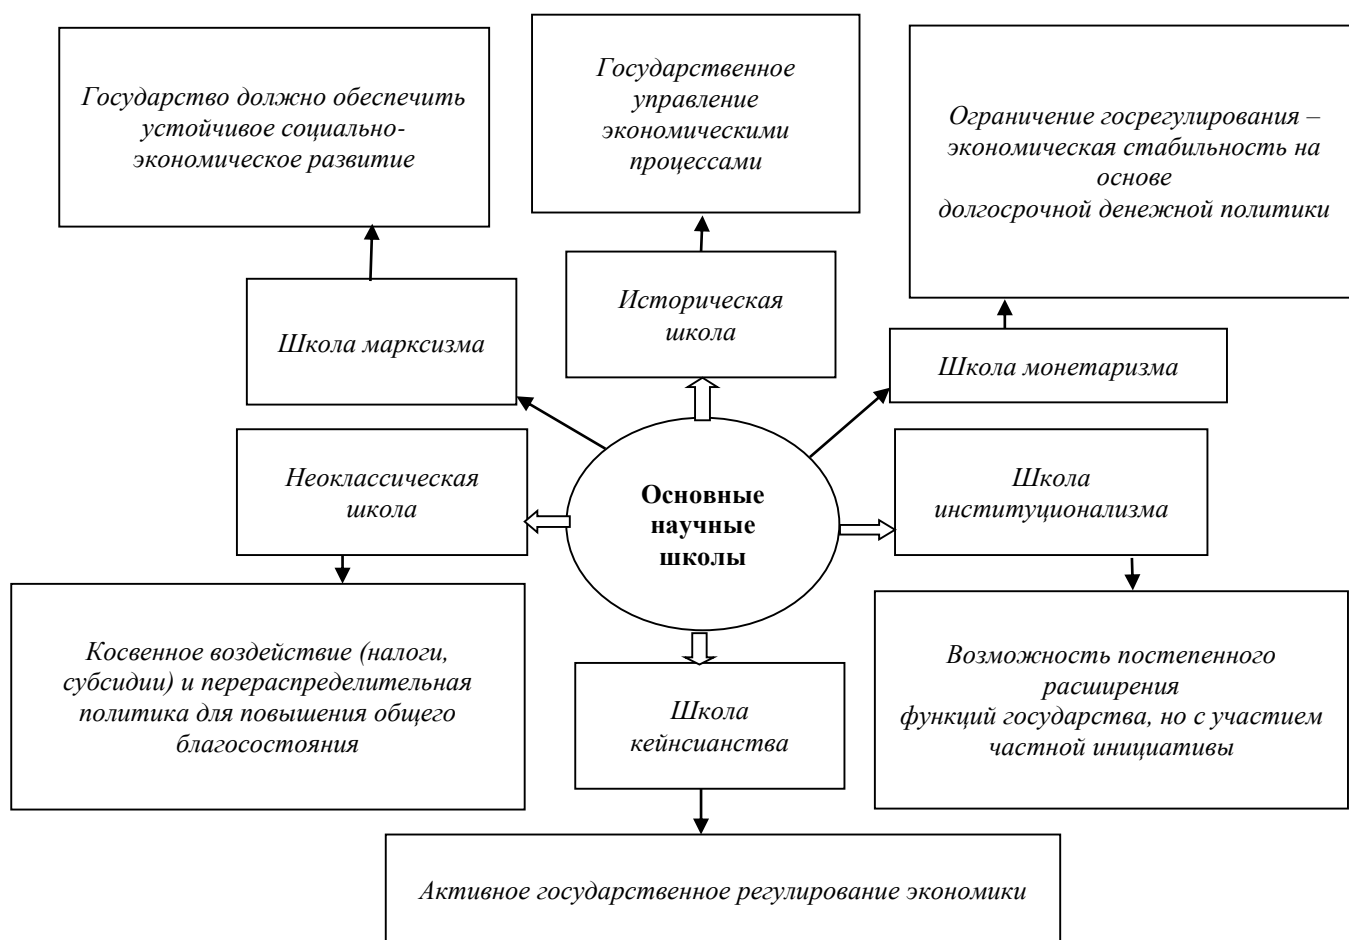 Государство должно обеспечить
устойчивое социально-
экономическое развитие
Государственное
управление
экономическими
процессами
Ограничение госрегулирования –
экономическая стабильность на
основе
долгосрочной денежной политики
Школа марксизма
Историческая
школа
Школа монетаризма
Неоклассическая
школа
Основные
научные
школы
Школа
институционализма
Косвенное воздействие (налоги,
субсидии) и перераспределительная
политика для повышения общего
благосостояния
Школа
кейнсианства
Возможность постепенного
расширения
функций государства, но с участием
частной инициативы
Активное государственное регулирование экономики